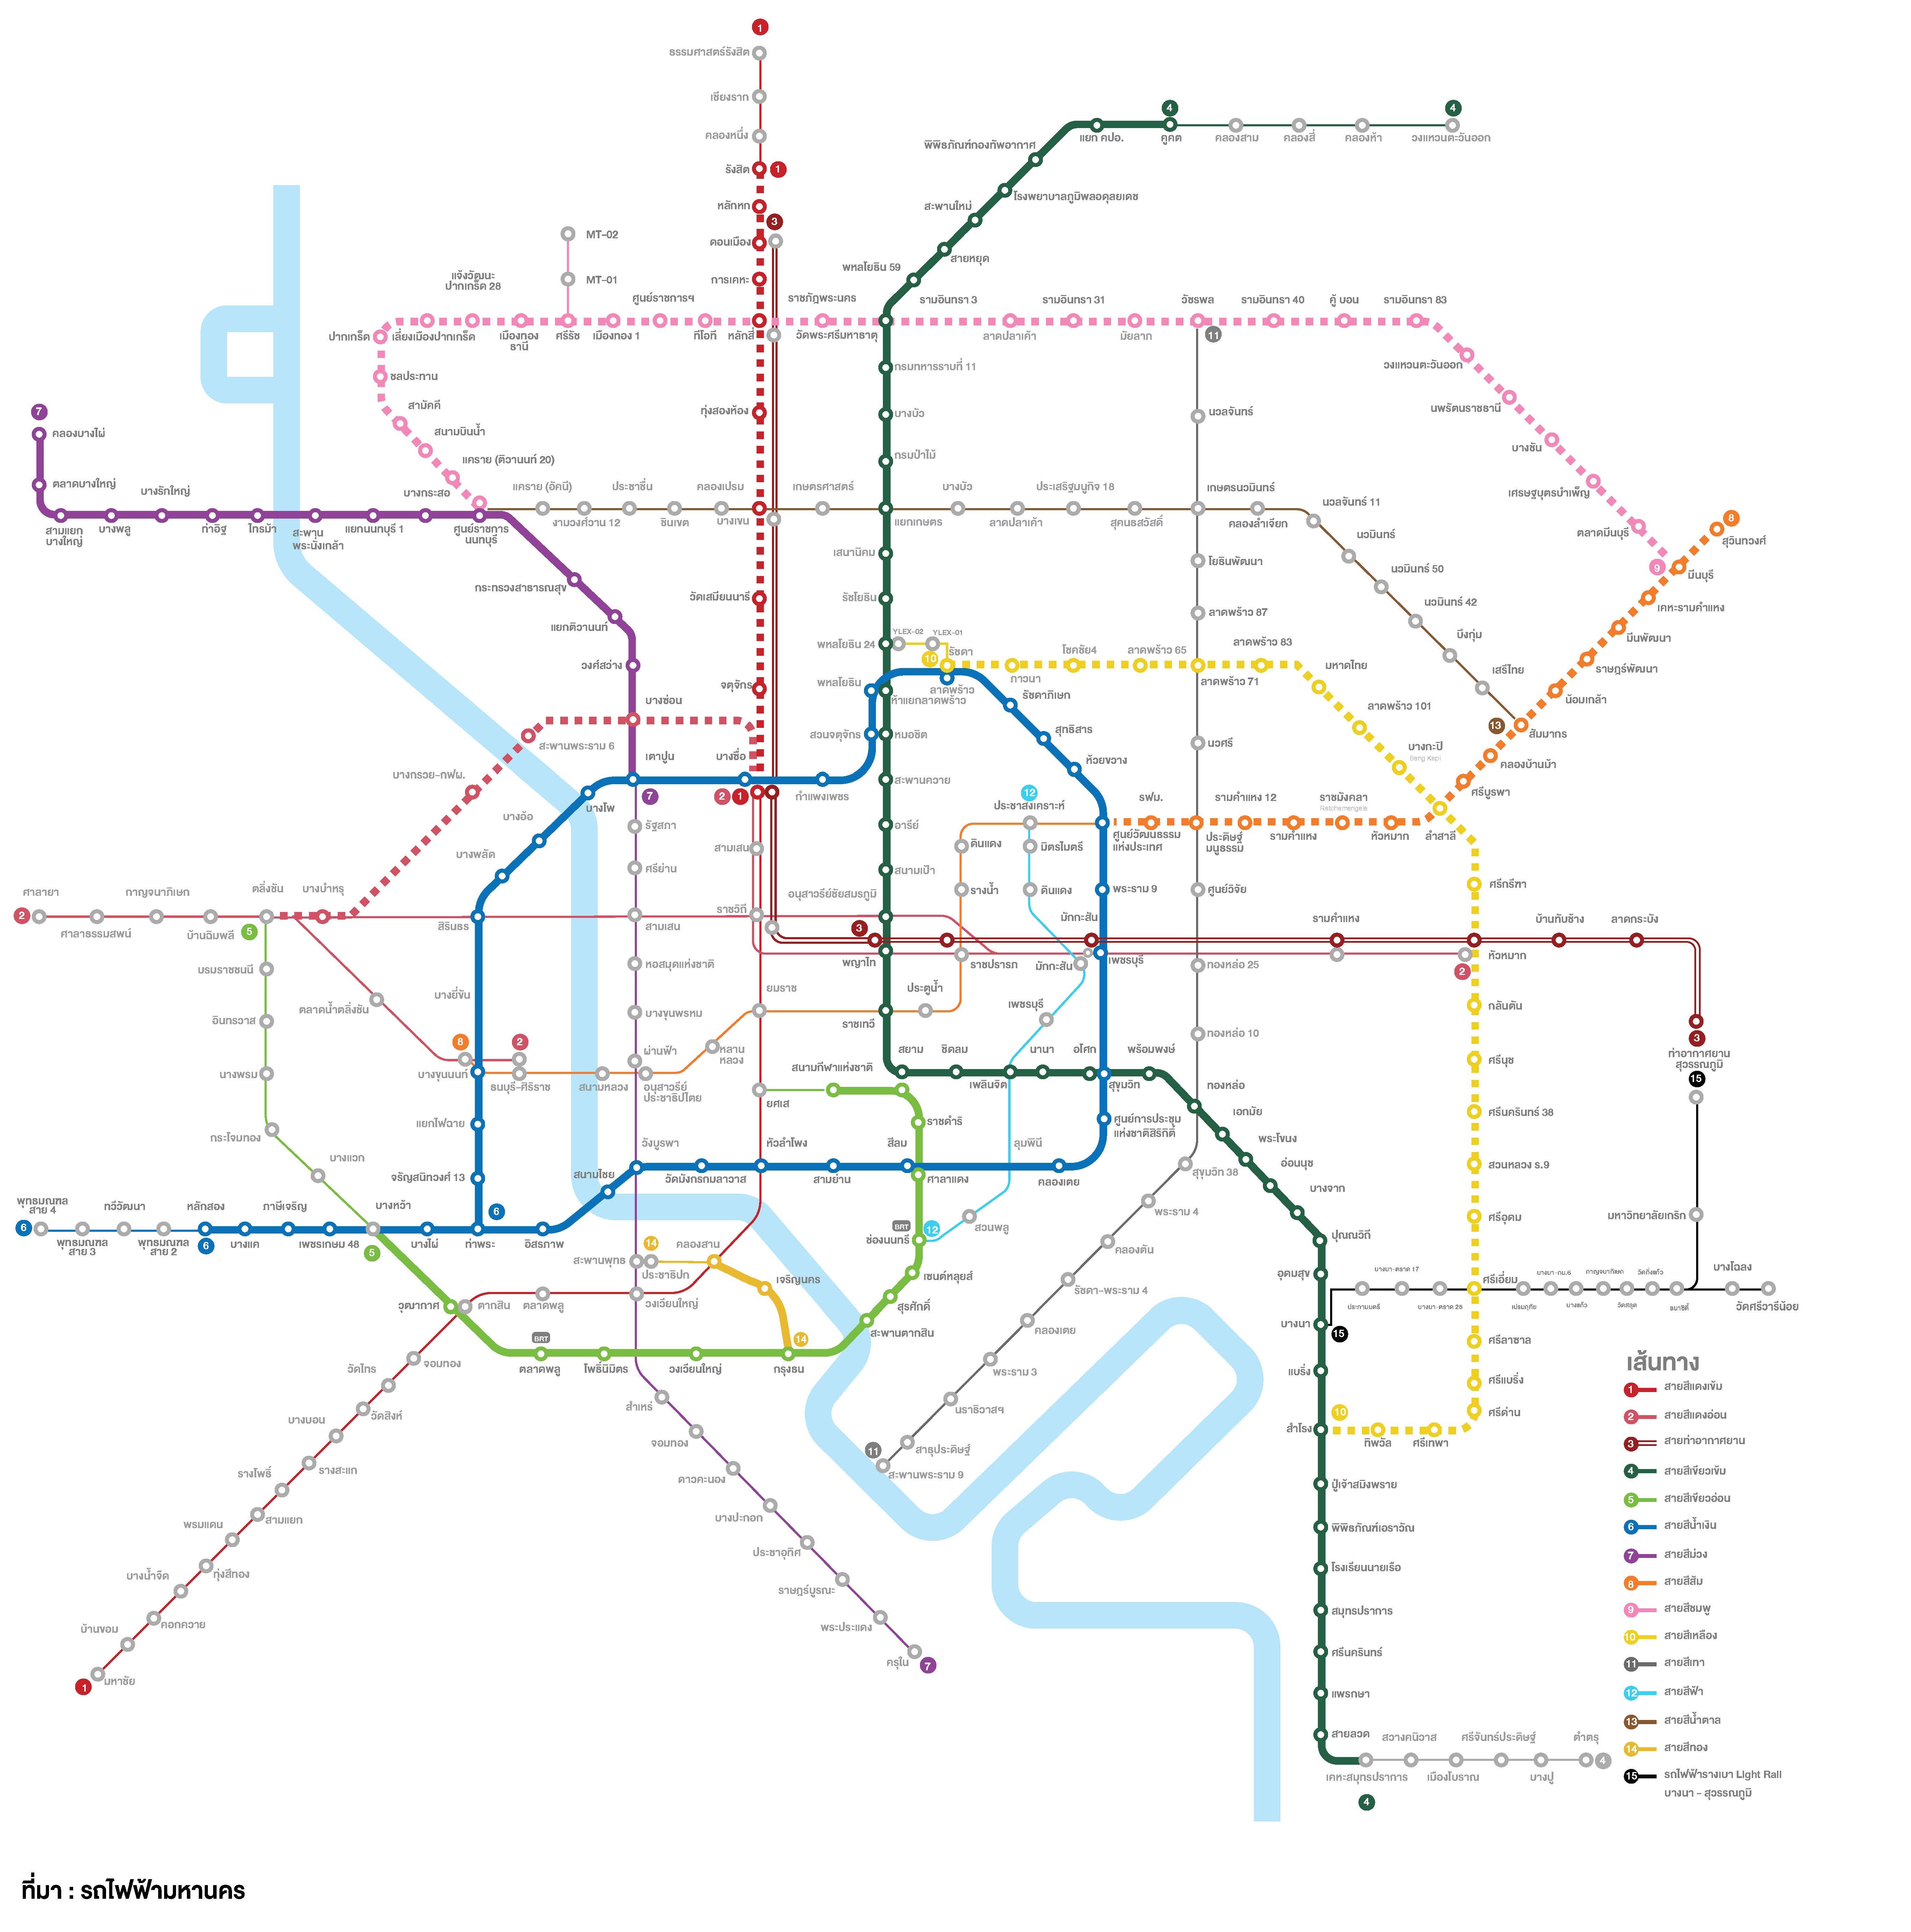 1
ธรรมศาสตร์รังสิต
เชียงราก
คลองหนึ่ง
รังสิต
1
หลักหก
3
ดอนเมือง
การเคหะ
4
4
แยก คปอ.
คูคต
คลองสาม
คลองสี่
คลองห้า
วงแหวนตะวันออก
พิพิธภัณฑ์กองทัพอากาศ
โรงพยาบาลภูมิพลอดุลยเดช
สะพานใหม่
สายหยุด
พหลโยธิน 59
MT-02
MT-01
แจ้งวัฒนะ
ปากเกร็ด 28
ศูนย์ราชการฯ
ราชภัฏพระนคร
รามอินทรา 3
รามอินทรา 31
วัชรพล
รามอินทรา 40
คู้ บอน
รามอินทรา 83
ปากเกร็ด
เลี่ยงเมืองปากเกร็ด
เมืองทอง
ธานี
ศรีรัช
เมืองทอง 1
ทีโอที
หลักสี่
วัดพระศรีมหาธาตุ
ลาดปลาเค้า
มัยลาก
11
วงแหวนตะวันออก
ชลประทาน
กรมทหารราบที่ 11
สามัคคี
ทุ่งสองห้อง
บางบัว
นวลจันทร์
นพรัตนราชธานี
7
คลองบางไผ่
สนามบินน้ำ
บางชัน
แคราย (ติวานนท์ 20)
กรมป่าไม้
ตลาดบางใหญ่
บางรักใหญ่
บางกระสอ
แคราย (อัคนี)
ประชาชื่น
คลองเปรม
เกษตรศาสตร์
บางบัว
ประเสริฐมนูกิจ 18
เกษตรนวมินทร์
นวลจันทร์ 11
เศรษฐบุตรบำเพ็ญ
8
สามแยก
บางใหญ่
บางพลู
ท่าอิฐ
ไทรม้า
สะพาน
พระนั่งเกล้า
แยกนนทบุรี 1
ศูนย์ราชการ
นนทบุรี
งามวงศ์วาน 12
ชินเขต
บางเขน
แยกเกษตร
ลาดปลาเค้า
สุคนธสวัสดิ์
คลองลำเจียก
ตลาดมีนบุรี
สุวินทวงศ์
นวมินทร์
เสนานิคม
โยธินพัฒนา
9
มีนบุรี
นวมินทร์ 50
กระทรวงสาธารณสุข
วัดเสมียนนารี
รัชโยธิน
ลาดพร้าว 87
นวมินทร์ 42
เคหะรามคำแหง
แยกติวานนท์
มีนพัฒนา
บึงกุ่ม
พหลโยธิน 24
YLEX-02
YLEX-01
10
รัชดา
โชคชัย4
ลาดพร้าว 65
ลาดพร้าว 83
มหาดไทย
วงศ์สว่าง
ราษฎร์พัฒนา
เสรีไทย
พหลโยธิน
ลาดพร้าว
ภาวนา
ลาดพร้าว 71
จตุจักร
ห้าแยกลาดพร้าว
รัชดาภิเษก
ลาดพร้าว 101
น้อมเกล้า
บางซ่อน
13
สัมมากร
สะพานพระราม 6
สวนจตุจักร
หมอชิต
สุทธิสาร
นวศรี
บางกะปิ
Bang Kapi
เตาปูน
บางซื่อ
ห้วยขวาง
คลองบ้านม้า
บางกรวย-กฟผ.
สะพานควาย
ศรีบูรพา
7
2
1
กำแพงเพชร
12
ประชาสงเคราะห์
รฟม.
รามคำแหง 12
ราชมังคลา
บางโพ
บางอ้อ
รัฐสภา
อารีย์
ศูนย์วัฒนธรรม
แห่งประเทศ
ประดิษฐ์
มนูธรรม
รามคำแหง
หัวหมาก
ลำสาลี
ดินแดง
มิตรไมตรี
สามเสน
บางพลัด
ศรีย่าน
สนามเป้า
ศาลายา
กาญจนาภิเษก
ตลิ่งชัน
บางบำหรุ
อนุสาวรีย์ชัยสมรภูมิ
รางน้ำ
ดินแดง
พระราม 9
ศูนย์วิจัย
ศรีกรีฑา
2
ราชวิถี
มักกะสัน
รามคำแหง
บ้านทับช้าง
ลาดกระบัง
ศาลาธรรมสพน์
บ้านฉิมพลี
5
สิรินธร
สามเสน
3
พญาไท
ราชปรารภ
มักกะสัน
เพชรบุรี
หัวหมาก
2
บรมราชชนนี
หอสมุดแห่งชาติ
ทองหล่อ 25
บางยี่ขัน
ยมราช
ประตูน้ำ
เพชรบุรี
กลันตัน
ตลาดน้ำตลิ่งชัน
บางขุนพรหม
อินทรวาส
ราชเทวี
ทองหล่อ 10
3
8
2
ผ่านฟ้า
หลาน
หลวง
สยาม
ชิดลม
นานา
อโศก
พร้อมพงษ์
ศรีนุช
ท่าอากาศยาน
สุวรรณภูมิ
นางพรม
บางขุนนนท์
ธนบุรี-ศิริราช
สนามหลวง
อนุสาวรีย์
ประชาธิปไตย
สนามกีฬาแห่งชาติ
เพลินจิต
สุขุมวิท
ทองหล่อ
15
ยศเส
เอกมัย
ศรีนครินทร์ 38
แยกไฟฉาย
ราชดำริ
ศูนย์การประชุม
แห่งชาติสิริกิติ์
กระโจมทอง
พระโขนง
วังบูรพา
หัวลำโพง
สีลม
ลุมพินี
บางแวก
อ่อนนุช
สวนหลวง ร.9
สนามไชย
วัดมังกรกมลาวาส
สามย่าน
ศาลาแดง
คลองเตย
สุขุมวิท 38
จรัญสนิทวงศ์ 13
บางจาก
พุทธมณฑล
สาย 4
ทวีวัฒนา
หลักสอง
ภาษีเจริญ
บางหว้า
6
พระราม 4
ศรีอุดม
มหาวิทยาลัยเกริก
6
พุทธมณฑล
สาย 3
พุทธมณฑล
สาย 2
6
บางแค
เพชรเกษม 48
5
บางไผ่
ท่าพระ
อิสรภาพ
BRT
12
สวนพลู
ช่องนนทรี
คลองตัน
ปุณณวิถี
14
คลองสาน
สะพานพุทธ
ประชาธิปก
เจริญนคร
เซนต์หลุยส์
รัชดา-พระราม 4
อุดมสุข
บางนา-ตราด 17
ศรีเอี่ยม
บางนา-กม.6
กาญจนาภิเษก
วัดกิ่งแก้ว
บางโฉลง
วุฒากาศ
ตากสิน
ตลาดพลู
วงเวียนใหญ่
สุรศักดิ์
ประภามนตรี
บางนา-ตราด 25
เปรมฤทัย
บางแก้ว
วัดสลุด
ธนาซิตี้
วัดศรีวารีน้อย
คลองเตย
บางนา
15
สะพานตากสิน
BRT
14
ศรีลาซาล
จอมทอง
วัดไทร
ตลาดพลู
โพธิ์นิมิตร
วงเวียนใหญ่
กรุงธน
พระราม 3
แบริ่ง
ศรีแบริ่ง
วัดสิงห์
สำเหร่
นราธิวาสฯ
10
ศรีด่าน
บางบอน
จอมทอง
11
สาธุประดิษฐ์
สำโรง
ทิพวัล
ศรีเทพา
รางสะแก
รางโพธิ์
ดาวคะนอง
สะพานพระราม 9
ปู่เจ้าสมิงพราย
สามแยก
พรมแดน
บางปะกอก
พิพิธภัณฑ์เอราวัณ
ประชาอุทิศ
ทุ่งสีทอง
บางน้ำจืด
โรงเรียนนายเรือ
ราษฎร์บูรณะ
คอกควาย
บ้านขอม
พระประแดง
สมุทรปราการ
ครุใน
7
ศรีนครินทร์
มหาชัย
1
แพรกษา
สายลวด
สวางคนิวาส
ศรีจันทร์ประดิษฐ์
ตำตรุ
4
เคหะสมุทรปราการ
เมืองโบราณ
บางปู
4
เส้นทาง
1 สายสีแดงเข้ม
2 สายสีแดงอ่อน
3 สายท่าอากาศยาน
4 สายสีเขียวเข้ม
5 สายสีเขียวอ่อน
6 สายสีน้ำเงิน
7 สายสีม่วง
8 สายสีส้ม
9 สายสีชมพู
10 สายสีเหลือง
11 สายสีเทา
12 สายสีฟ้า
13 สายสีน้ำตาล
14 สายสีทอง
15 รถไฟฟ้ารางเบา Light Rail
บางนา - สุวรรณภูมิ
ที่มา : รถไฟฟ้ามหานคร